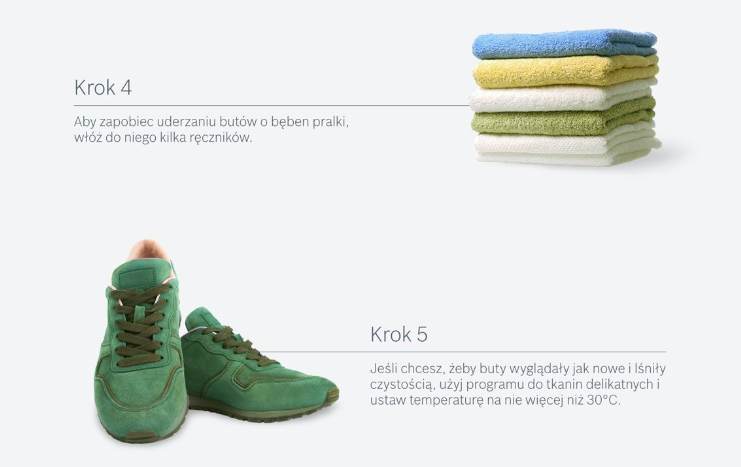 Krok 4
Aby zapobiec uderzaniu butów o bęben pralki,
włóż do niego kilka ręczników.
Krok 5
Jeśli chcesz, żeby buty wyglądały jak nowe i lśniły
czystością, użyj programu do tkanin delikatnych i
ustaw temperaturę na nie więcej niż 30°C.